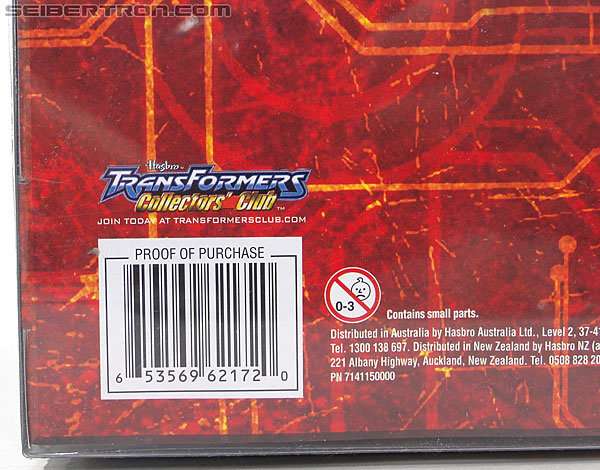 SEIBERTRON.COM
Hasbro
TRANSFORMERS
Collectors' Club™
JOIN TODAY AT TRANSFORMERSCLUB.COM
PROOF OF PURCHASE
6 53569 62172 0
0-3
Contains small parts.
Distributed in Australia by Hasbro Australia Ltd., Level 2, 37-4
Tel. 1300 138 697. Distributed in New Zealand by Hasbro NZ (a
221 Albany Highway, Auckland, New Zealand. Tel. 0508 828 20
PN 7141150000